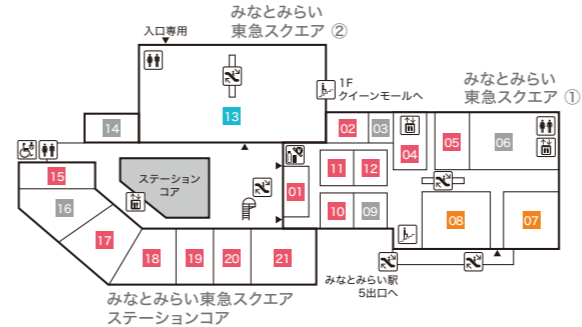 みなとみらい
東急スクエア ②
入口専用
みなとみらい
東急スクエア ①
1F
クイーンモールへ
13
14
02
03
04
05
06
15
ステーション
コア
01
11
12
16
10
09
08
07
17
18
19
20
21
みなとみらい駅
5出口へ
みなとみらい東急スクエア
ステーションコア